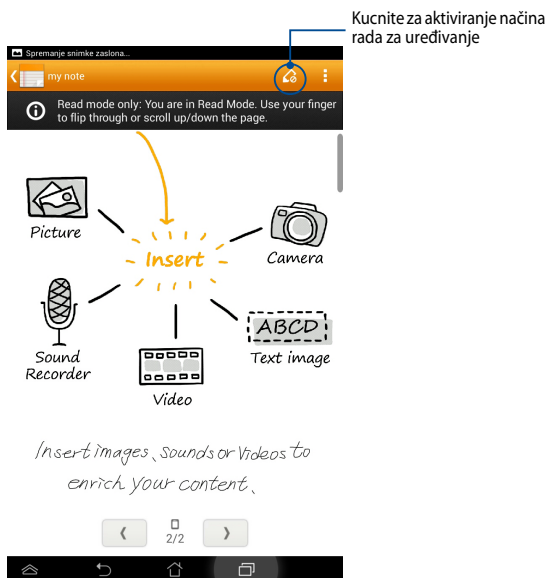 Kucnite za aktiviranje načina
rada za uređivanje
Spremanje snimke zaslona...
my note
Read mode only: You are in Read Mode. Use your finger
to flip through or scroll up/down the page.
Picture
Insert
Camera
ABCD
Sound
Recorder
Text image
Video
Insert images, sounds or Videos to
enrich your content.
2/2